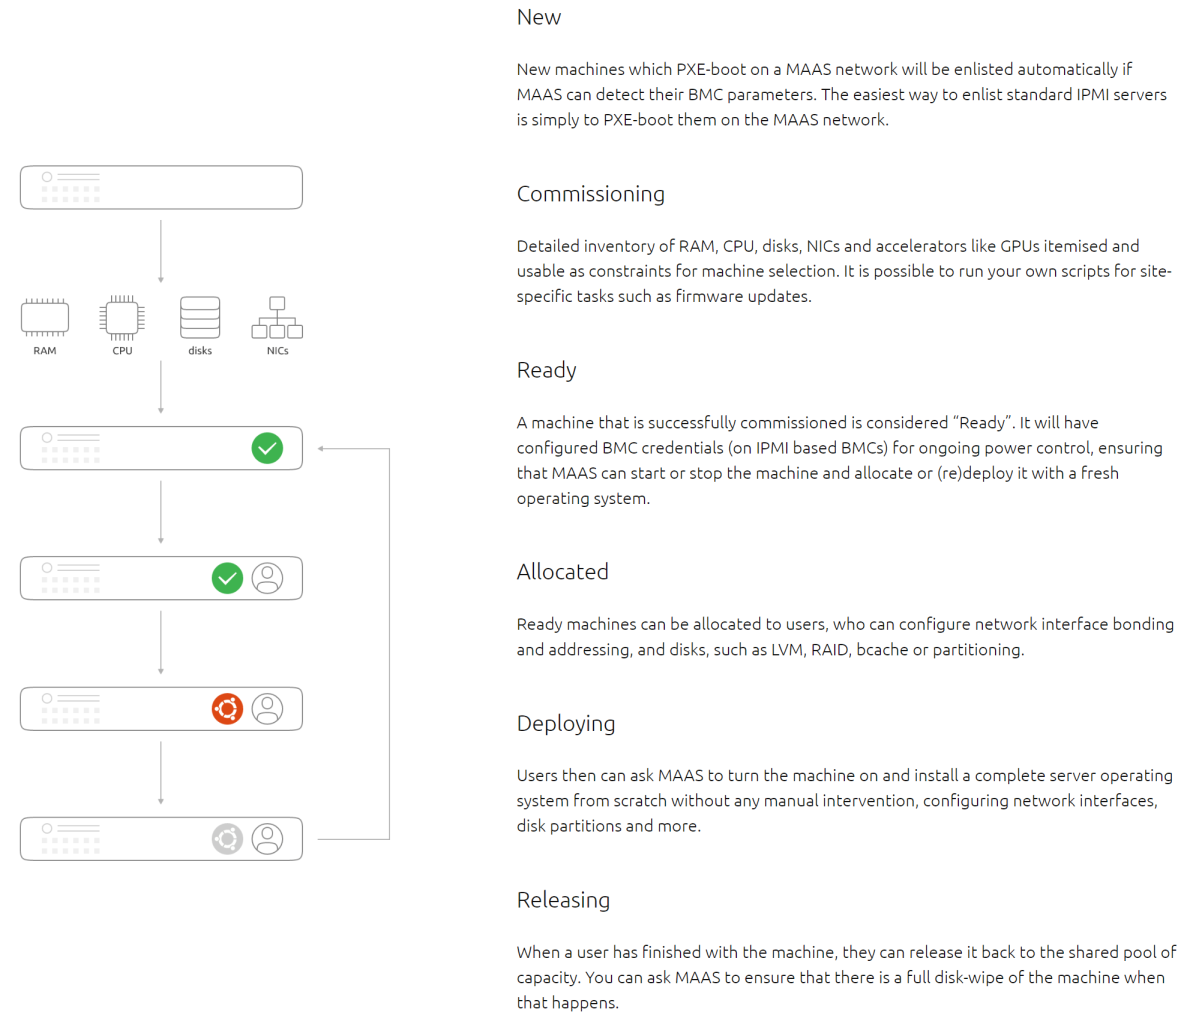 New
New machines which PXE-boot on a MAAS network will be enlisted automatically if
MAAS can detect their BMC parameters. The easiest way to enlist standard IPMI servers
is simply to PXE-boot them on the MAAS network.
Commissioning
Detailed inventory of RAM, CPU, disks, NICs and accelerators like GPUs itemised and
usable as constraints for machine selection. It is possible to run your own scripts for site-
specific tasks such as firmware updates.
RAM CPU disks NICs
Ready
A machine that is successfully commissioned is considered “Ready”. It will have
configured BMC credentials (on IPMI based BMCs) for ongoing power control, ensuring
that MAAS can start or stop the machine and allocate or (re)deploy it with a fresh
operating system.
Allocated
Ready machines can be allocated to users, who can configure network interface bonding
and addressing, and disks, such as LVM, RAID, bcache or partitioning.
Deploying
Users then can ask MAAS to turn the machine on and install a complete server operating
system from scratch without any manual intervention, configuring network interfaces,
disk partitions and more.
Releasing
When a user has finished with the machine, they can release it back to the shared pool of
capacity. You can ask MAAS to ensure that there is a full disk-wipe of the machine when
that happens.